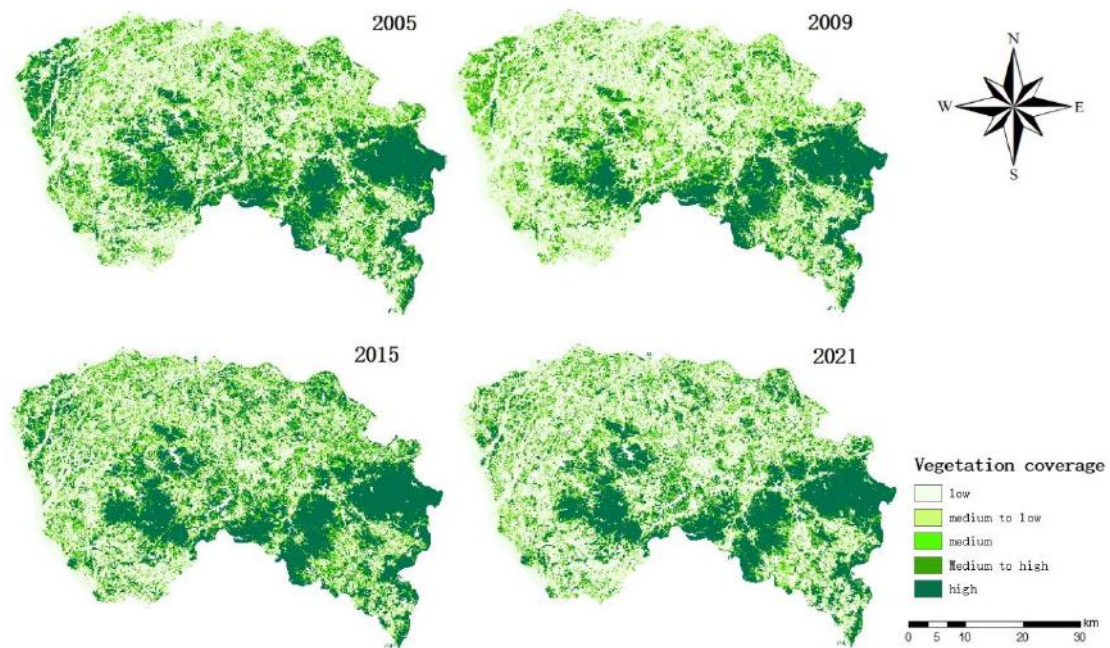 2005
2009
N
W
E
S
2015
2021
Vegetation coverage
low
medium to low
medium
Medium to high
high
km
0 5 10 20 30